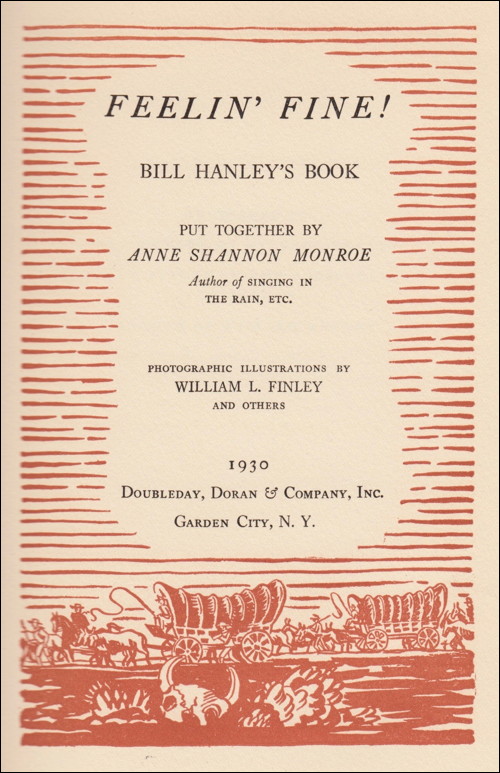 FEELIN' FINE!
BILL HANLEY'S BOOK
PUT TOGETHER BY
ANNE SHANNON MONROE
Author of SINGING IN
THE RAIN, ETC.
PHOTOGRAPHIC ILLUSTRATIONS BY
WILLIAM L. FINLEY
AND OTHERS
1930
DOUBLEDAY, DORAN & COMPANY, INC.
GARDEN CITY, N. Y.